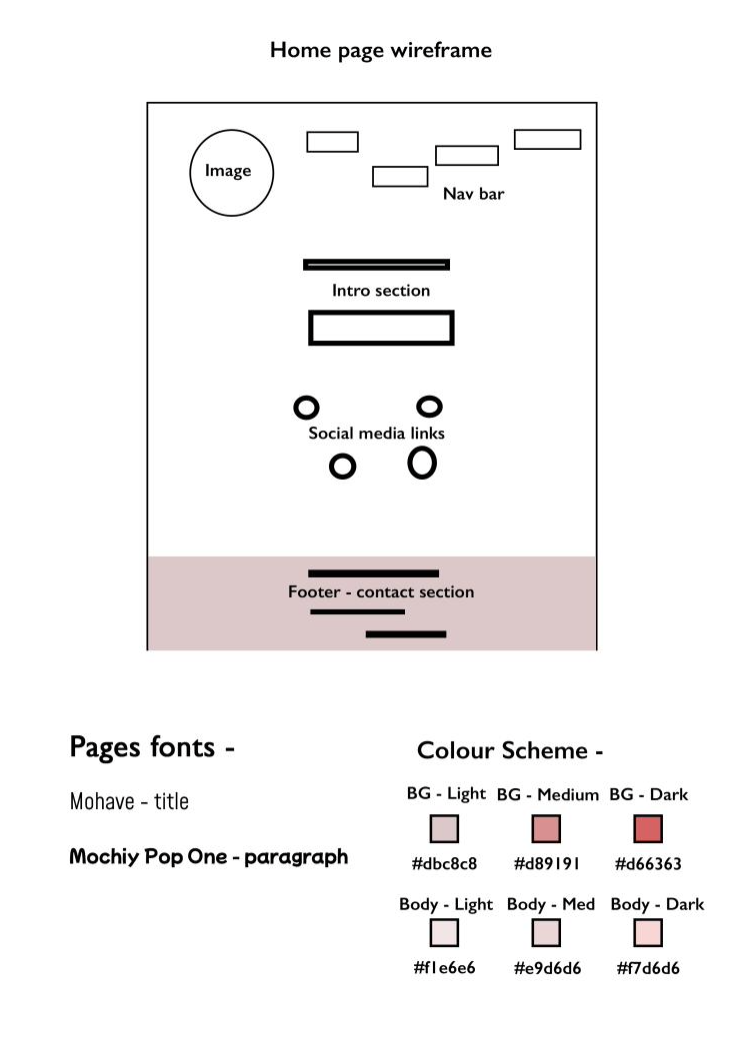 Home page wireframe
Image
Nav bar
Intro section
Social media links
Footer - contact section
Pages fonts -
Mohave - title
Mochiy Pop One - paragraph
Colour Scheme -
BG - Light BG - Medium BG - Dark
#dbc8c8 #d89191 #d66363
Body - Light Body - Med Body - Dark
#f1e6e6 #e9d6d6 #f7d6d6